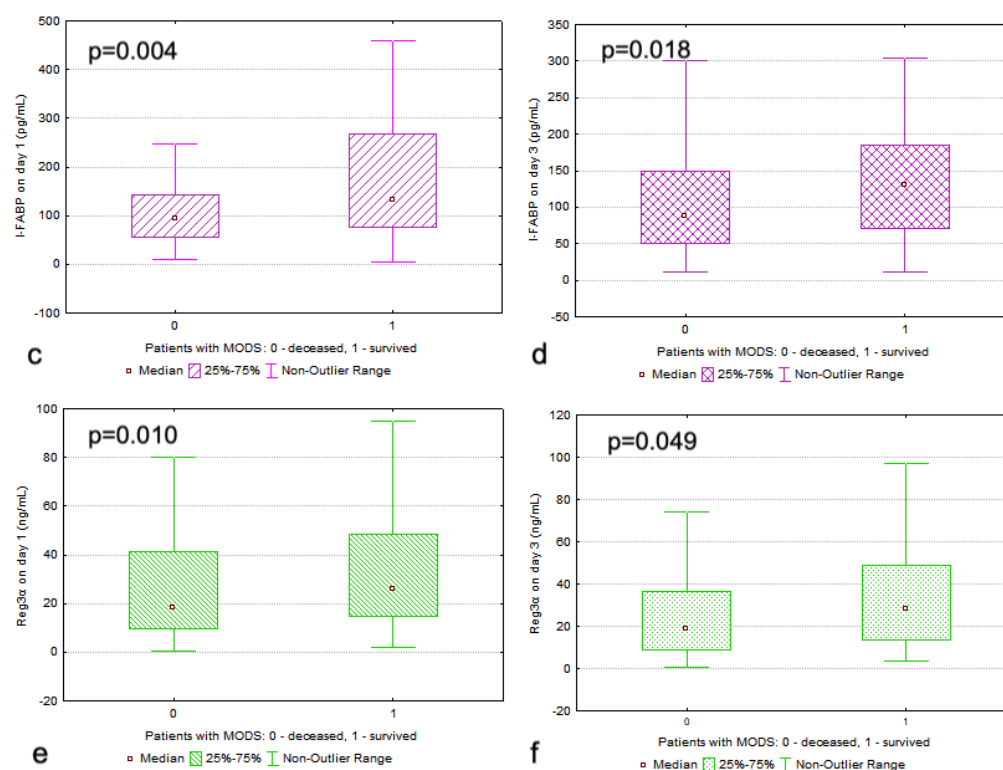 500
400
300
200
100
0
-100
I-FABP on day 1 (pg/mL)
p=0.004
0 1
Patients with MODS: 0 - deceased, 1 - survived
Median 25%-75% Non-Outlier Range
c
350
300
250
200
150
100
50
0
-50
I-FABP on day 3 (pg/mL)
p=0.018
0 1
Patients with MODS: 0 - deceased, 1 - survived
Median 25%-75% Non-Outlier Range
d
100
80
60
40
20
0
-20
Reg3α on day 1 (ng/mL)
p=0.010
0 1
Patients with MODS: 0 - deceased, 1 - survived
Median 25%-75% Non-Outlier Range
e
120
100
80
60
40
20
0
-20
Reg3α on day 3 (ng/mL)
p=0.049
0 1
Patients with MODS: 0 - deceased, 1 - survived
Median 25%-75% Non-Outlier Range
f